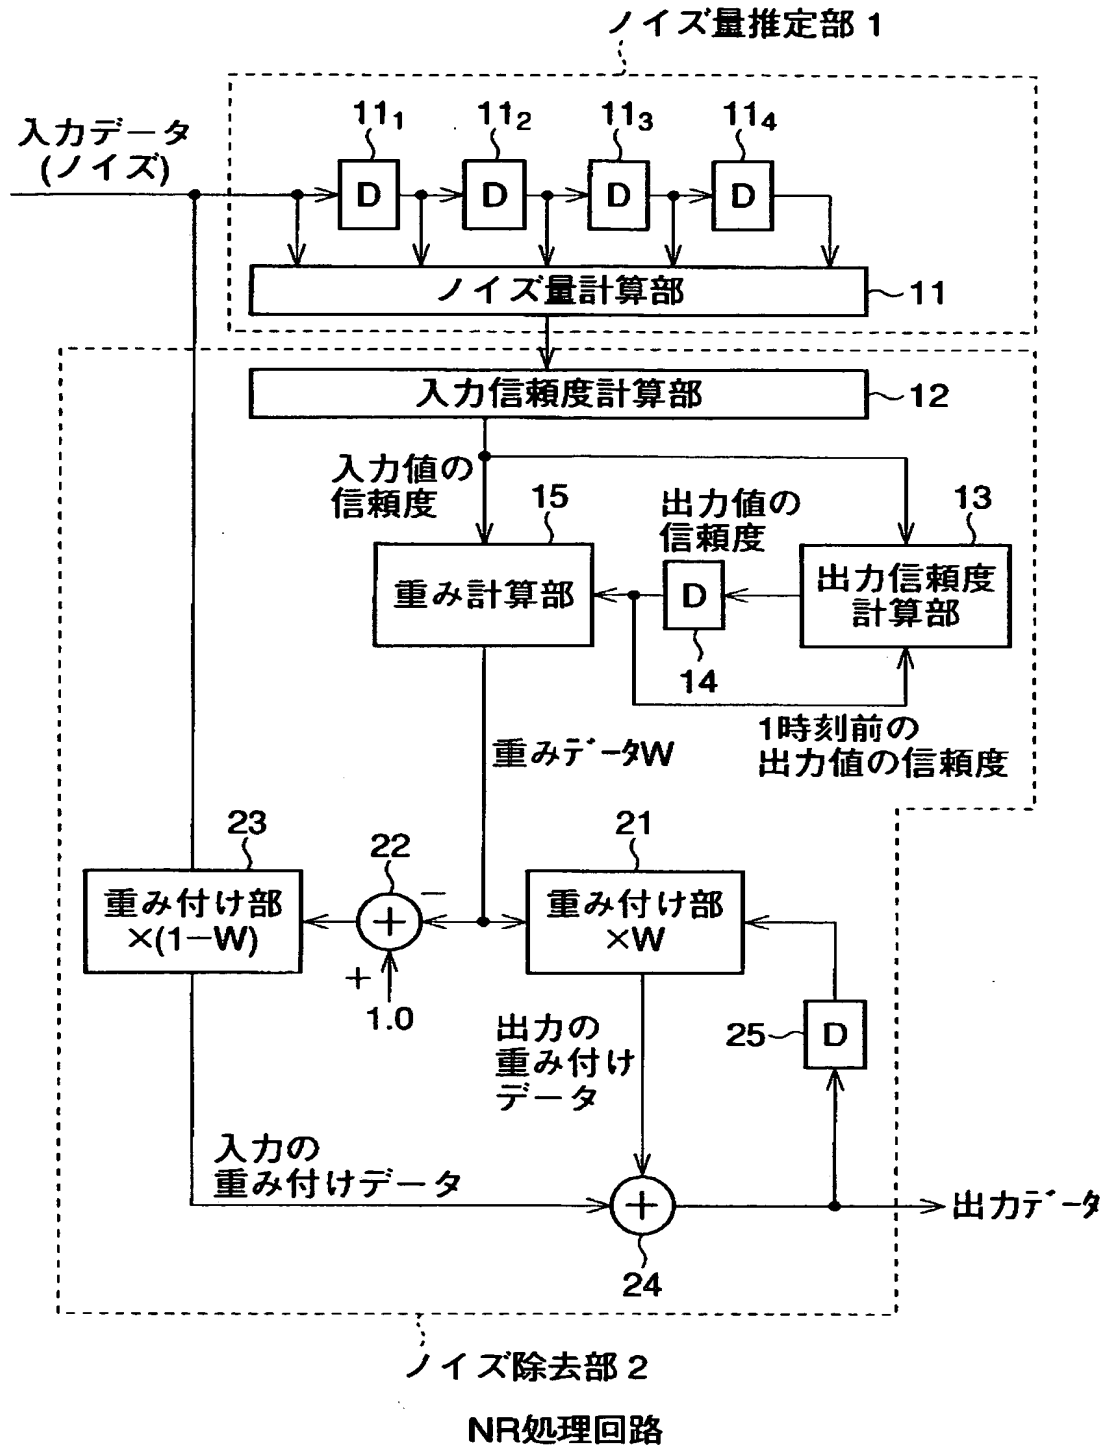 ノイズ量推定部 1
入力データ
(ノイズ)
11₁
11₂
11₃
11₄
D
D
D
D
ノイズ量計算部
11
入力信頼度計算部
12
入力値の
信頼度
15
出力値の
信頼度
13
重み計算部
D
出力信頼度
計算部
14
1時刻前の
出力値の信頼度
重みデータW
23
22
21
重み付け部
×(1−W)
+
−
重み付け部
×W
+
1.0
出力の
重み付け
データ
25
D
入力の
重み付けデータ
+
出力データ
24
ノイズ除去部 2
NR処理回路